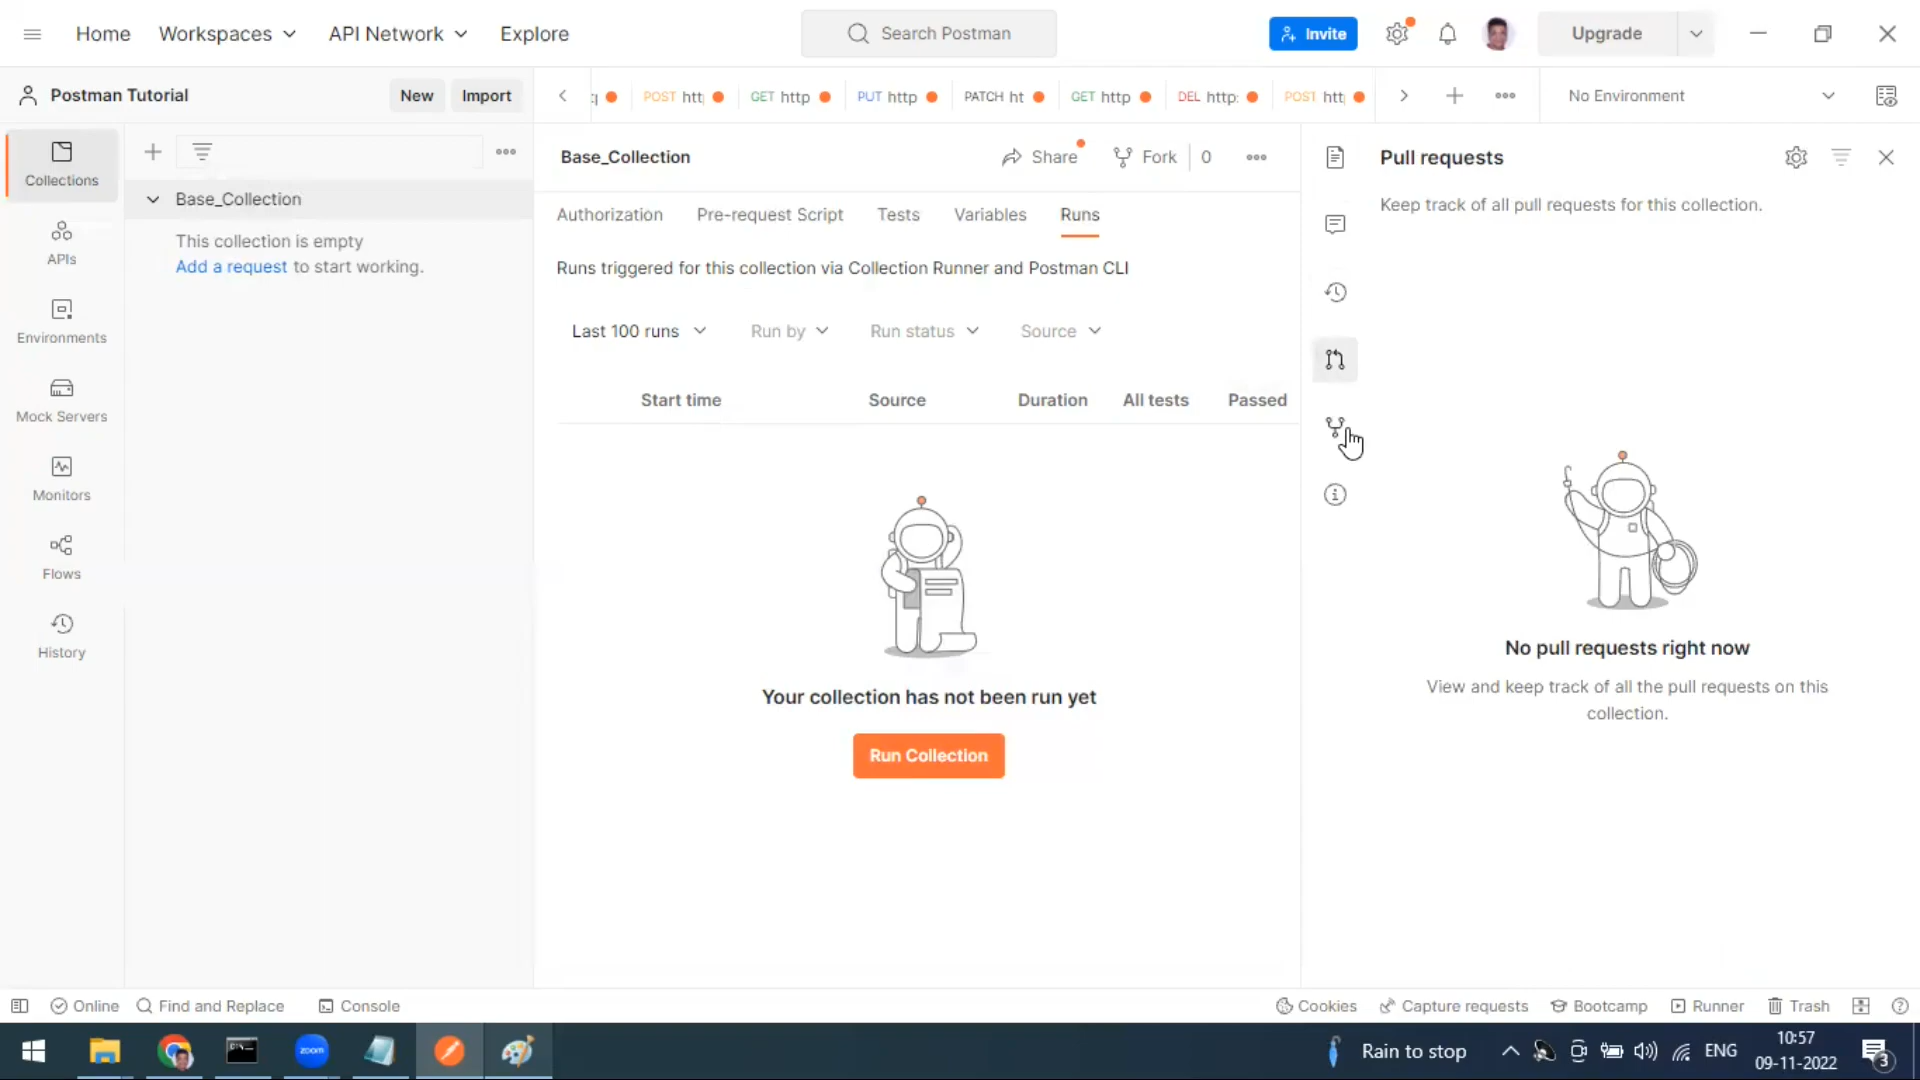 Home Workspaces API Network Explore Search Postman Invite Upgrade
Postman Tutorial New Import POST htt GET http PUT http PATCH ht GET http DEL http: POST htt No Environment
Collections
APIs
Environments
Mock Servers
Monitors
Flows
History
Base_Collection
This collection is empty
Add a request to start working.
Base_Collection Share Fork 0
Authorization Pre-request Script Tests Variables Runs
Runs triggered for this collection via Collection Runner and Postman CLI
Last 100 runs Run by Run status Source
Start time Source Duration All tests Passed
Your collection has not been run yet
Run Collection
Pull requests
Keep track of all pull requests for this collection.
No pull requests right now
View and keep track of all the pull requests on this
collection.
Online Find and Replace Console Cookies Capture requests Bootcamp Runner Trash
zoom Rain to stop ENG 10:57
09-11-2022 3